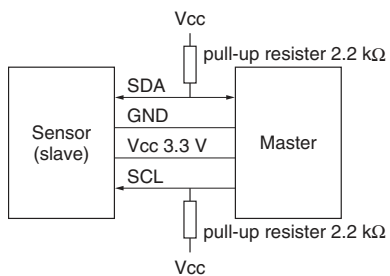 Vcc
pull-up resister 2.2 kΩ
SDA
GND
Sensor
(slave)
Vcc 3.3 V
Master
SCL
pull-up resister 2.2 kΩ
Vcc